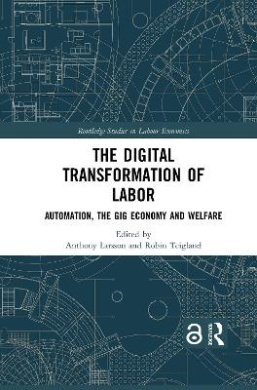 Routledge Studies in Labour Economics
THE DIGITAL
TRANSFORMATION OF
LABOR
AUTOMATION, THE GIG ECONOMY AND WELFARE
Edited by
Anthony Larsson and Robin Teigland